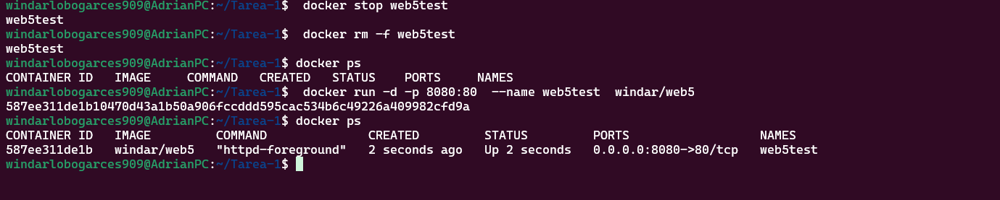 windarlobogarces909@AdrianPC:~/Tarea-1$  docker stop web5test
web5test
windarlobogarces909@AdrianPC:~/Tarea-1$  docker rm -f web5test
web5test
windarlobogarces909@AdrianPC:~/Tarea-1$ docker ps
CONTAINER ID   IMAGE     COMMAND   CREATED   STATUS    PORTS     NAMES
windarlobogarces909@AdrianPC:~/Tarea-1$  docker run -d -p 8080:80  --name web5test  windar/web5
587ee311de1b10470d43a1b50a906fccddd595cac534b6c49226a409982cfd9a
windarlobogarces909@AdrianPC:~/Tarea-1$ docker ps
CONTAINER ID   IMAGE         COMMAND              CREATED         STATUS         PORTS                  NAMES
587ee311de1b   windar/web5   "httpd-foreground"   2 seconds ago   Up 2 seconds   0.0.0.0:8080->80/tcp   web5test
windarlobogarces909@AdrianPC:~/Tarea-1$